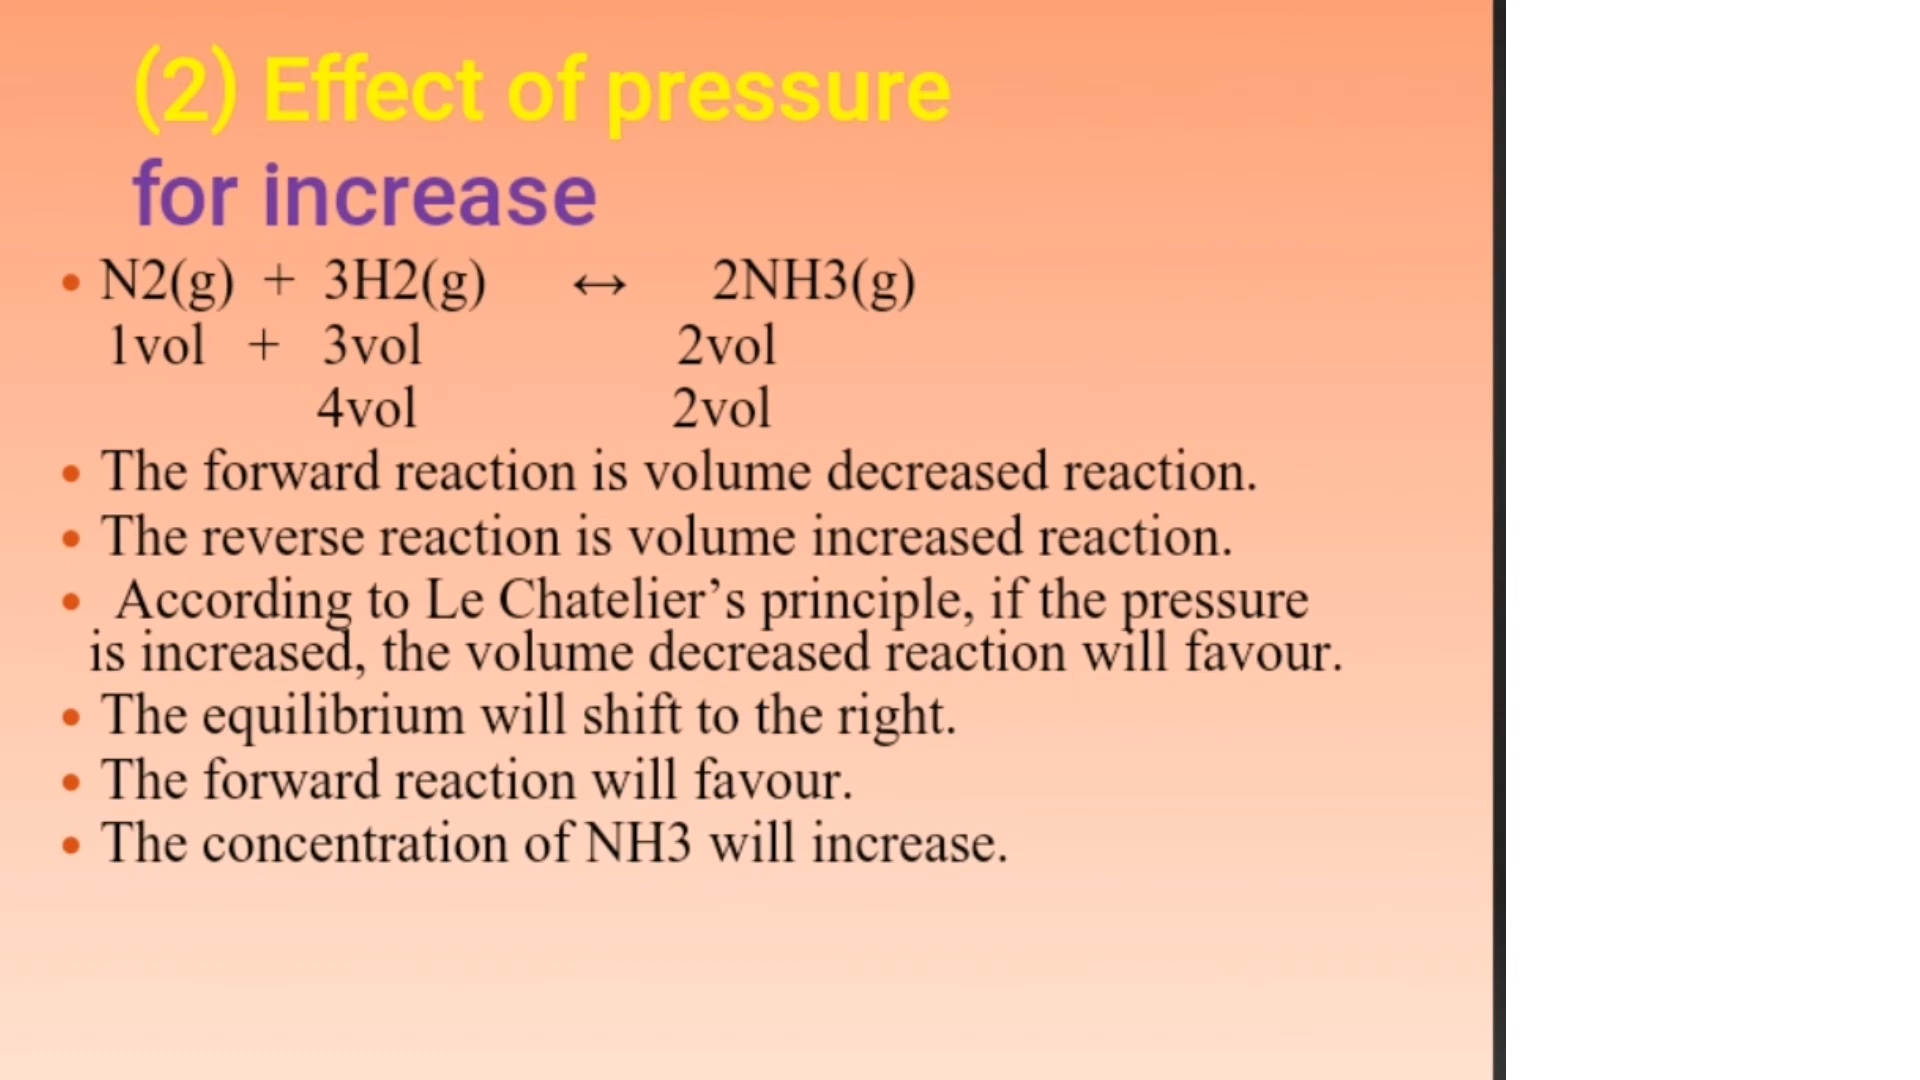 (2) Effect of pressure
for increase
• N2(g) + 3H2(g) ↔ 2NH3(g)
1vol + 3vol 2vol
4vol 2vol
• The forward reaction is volume decreased reaction.
• The reverse reaction is volume increased reaction.
• According to Le Chatelier’s principle, if the pressure
is increased, the volume decreased reaction will favour.
• The equilibrium will shift to the right.
• The forward reaction will favour.
• The concentration of NH3 will increase.